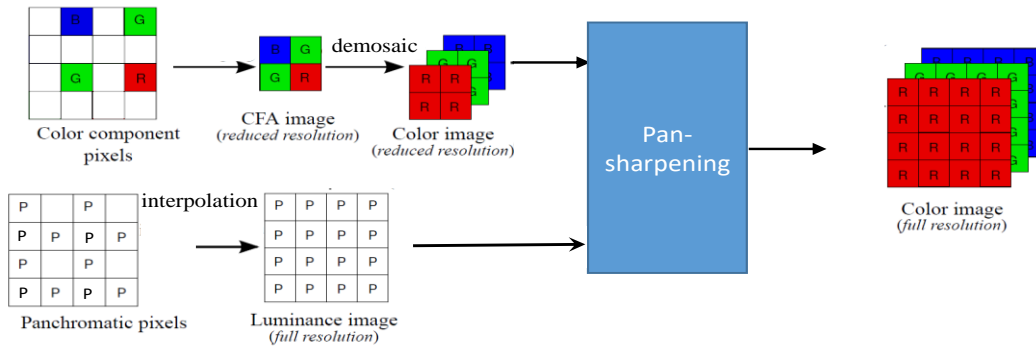 B G
G R
Color component
pixels
B G
G R
CFA image
(reduced resolution)
demosaic
G G
R R G
R R
Color image
(reduced resolution)
Pan-
sharpening
G G G G
R R R R
R R R R G
R R R R G
R R R R G
Color image
(full resolution)
P P
P P P P
P P
P P P P
Panchromatic pixels
interpolation
P P P P
P P P P
P P P P
P P P P
Luminance image
(full resolution)